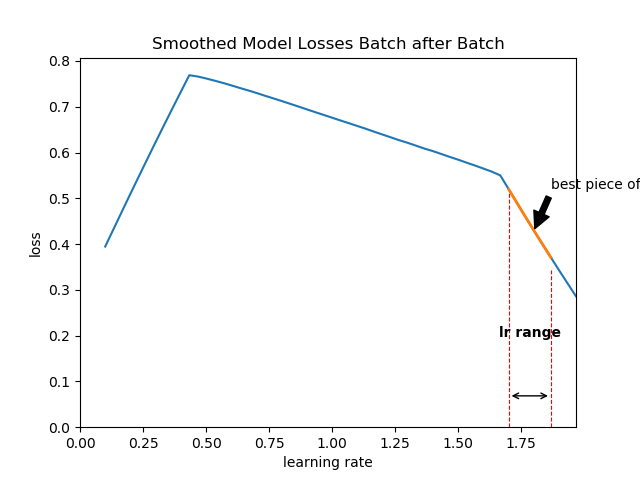 Smoothed Model Losses Batch after Batch
0.8
0.7
0.6
0.5
0.4
0.3
0.2
0.1
0.0
loss
best piece of
lr range
0.00 0.25 0.50 0.75 1.00 1.25 1.50 1.75
learning rate